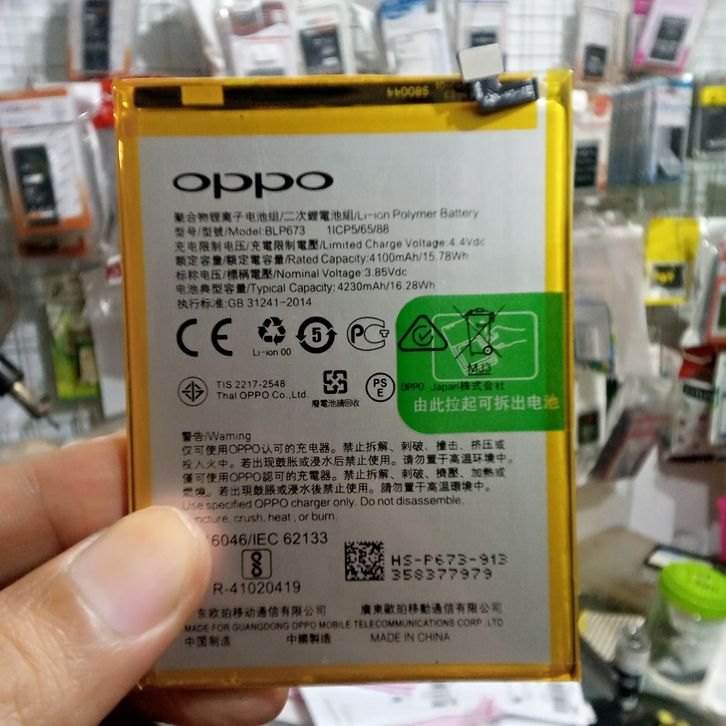 S80044
oppo
聚合物锂离子电池组/二次鋰電池組/Li-ion Polymer Battery
型号/Model:BLP673 1ICP5/65/88
充电限制电压/充電限制電壓/Limited Charge Voltage:4.4Vdc
额定容量/額定電容量/Rated Capacity:4100mAh/15.78Wh
标称电压/標稱電壓/Nominal Voltage:3.85Vdc
电池典型容量/Typical Capacity:4230mAh/16.28Wh
执行标准:GB 31241-2014
CE
Li-ion 00
5
PC
MJ3
TIS 2217-2548
Thai OPPO Co.,Ltd.
廢電池請回收
PS
E
OPPO Japan株式会社
由此拉起可拆出电池
警告/Warning
仅可使用OPPO认可的充电器。禁止拆解、刺破、撞击、挤压或
投入火中。若出现鼓胀或浸水后禁止使用。请勿置于高温环境中。
僅可使用OPPO認可的充電器。禁止拆解、刺破、擠壓、加熱或
燃燒。若出現鼓脹或浸水後禁止使用。請勿置於高溫環境中。
Use specified OPPO charger only. Do not disassemble,
puncture, crush, heat, or burn.
6046/IEC 62133
R-41020419
HS-P673-913
358377979
东欧珀移动通信有限公司 廣東歐珀移動通信有限公司
MADE FOR GUANGDONG OPPO MOBILE TELECOMMUNICATIONS CORP.,LTD
中国制造 中國製造 MADE IN CHINA